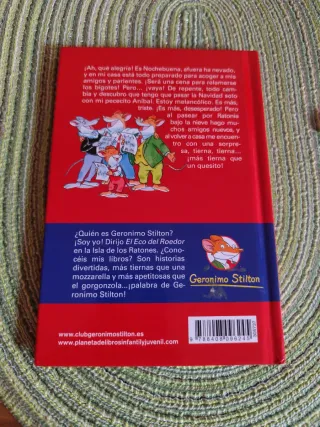 ¡Ah, qué alegría! Es Nochebuena, afuera ha nevado,
y en mi casa está todo preparado para acoger a mis
amigos y parientes. ¡Será una cena para relamerse
los bigotes! Pero... ¡vaya! De repente, todo cam-
bia y descubro que tengo que pasar la Navidad solo
con mi pececito Aníbal. Estoy melancólico. Es más,
triste. ¡Es más, desesperado! Pero
al pasear por Ratonia
bajo la nieve hago mu-
chos amigos nuevos, y al
volver a casa me encuen-
tro con una sorpre-
sa, tierna, tierna...
¡más tierna que
un quesito!
¿Quién es Geronimo Stilton?
¡Soy yo! Dirijo El Eco del Roedor
en la Isla de los Ratones. ¿Cono-
céis mis libros? Son historias
divertidas, más tiernas que una
mozzarella y más apetitosas que
el gorgonzola... ¡palabra de Ge-
ronimo Stilton!
Geronimo Stilton
www.clubgeronimostilton.es
www.planetadelibrosinfantilyjuvenil.com